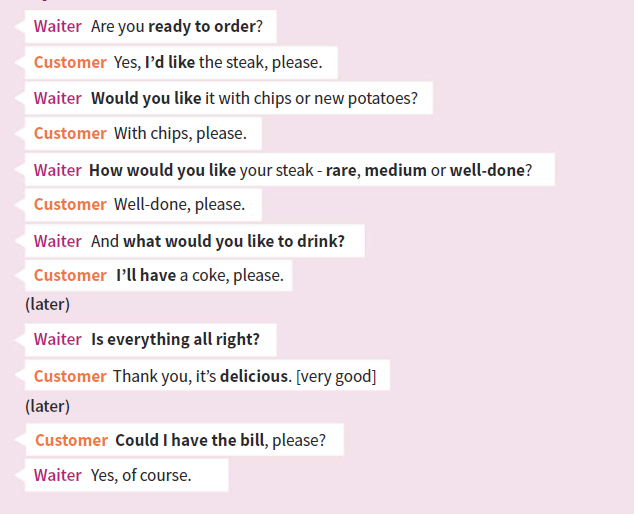 Waiter Are you ready to order?
Customer Yes, I'd like the steak, please.
Waiter Would you like it with chips or new potatoes?
Customer With chips, please.
Waiter How would you like your steak - rare, medium or well-done?
Customer Well-done, please.
Waiter And what would you like to drink?
Customer I'll have a coke, please.
(later)
Waiter Is everything all right?
Customer Thank you, it's delicious. [very good]
(later)
Customer Could I have the bill, please?
Waiter Yes, of course.